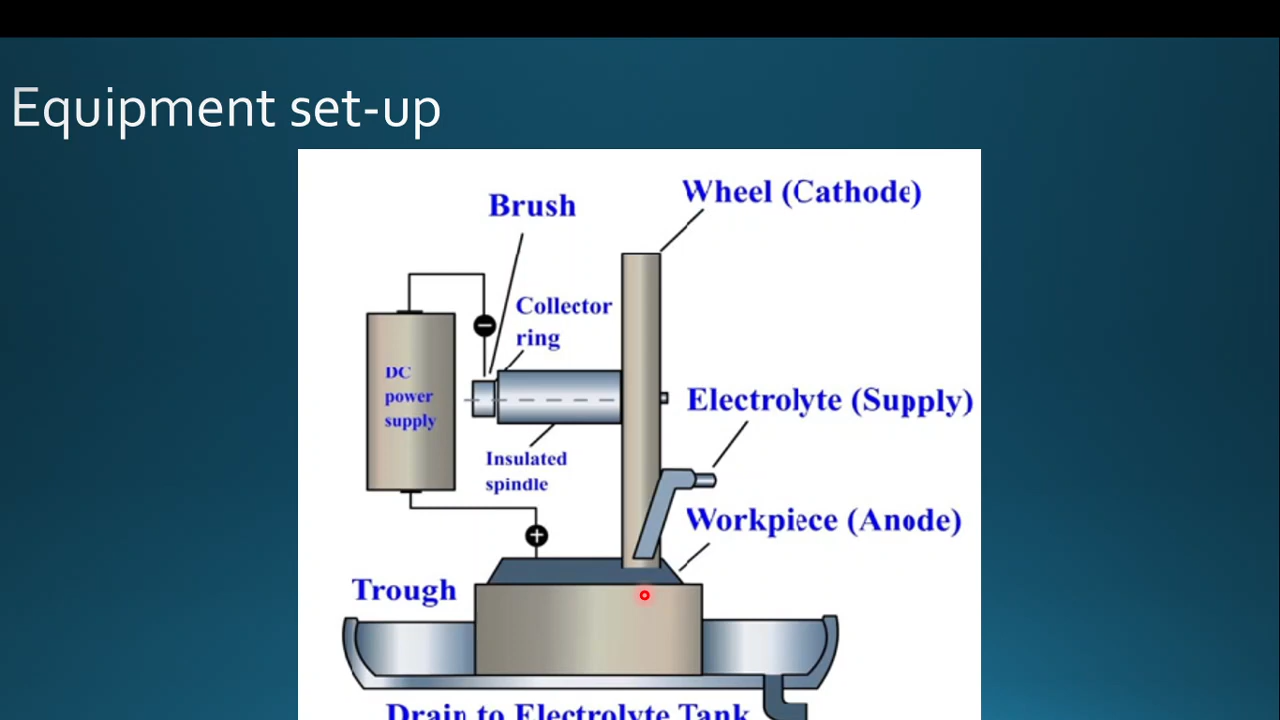 Equipment set-up
Wheel (Cathode)
Brush
Collector
ring
DC
power
supply
Electrolyte (Supply)
Insulated
spindle
Workpiece (Anode)
Trough
Drain to Electrolyte Tank